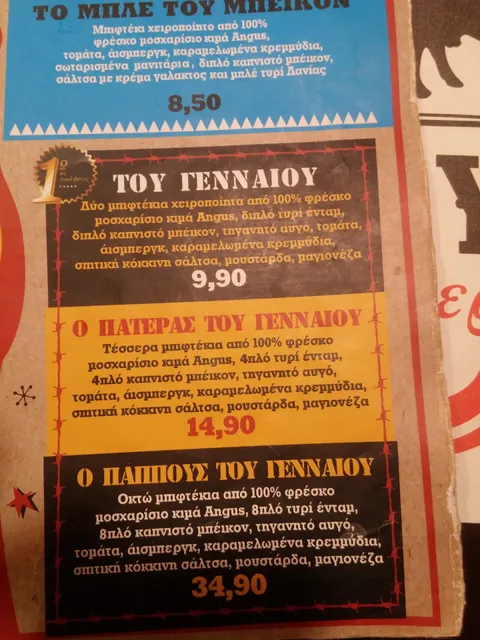 ΤΟ ΜΠΛΕ ΤΟΥ ΜΠΕΙΚΟΝ
Μπιφτέκι χειροποίητο από 100%
φρέσκο μοσχαρίσιο κιμά Angus,
τομάτα, άισμπεργκ, καραμελωμένα κρεμμύδια,
σωταρισμένα μανιτάρια, διπλό καπνιστό μπέικον,
σάλτσα με κρέμα γαλακτος και μπλέ τυρί Δανίας
8,50
1ο
ΤΟΥ ΓΕΝΝΑΙΟΥ
Δύο μπιφτέκια χειροποίητα από 100% φρέσκο
μοσχαρίσιο κιμά Angus, διπλό τυρί ένταμ,
διπλό καπνιστό μπέικον, τηγανητό αυγό, τομάτα,
άισμπεργκ, καραμελωμένα κρεμμύδια,
σπιτική κόκκινη σάλτσα, μουστάρδα, μαγιονέζα
9,90
Ο ΠΑΤΕΡΑΣ ΤΟΥ ΓΕΝΝΑΙΟΥ
Τέσσερα μπιφτέκια από 100% φρέσκο
μοσχαρίσιο κιμά Angus, 4πλό τυρί ένταμ,
4πλό καπνιστό μπέικον, τηγανητό αυγό,
τομάτα, άισμπεργκ, καραμελωμένα κρεμμύδια,
σπιτική κόκκινη σάλτσα, μουστάρδα, μαγιονέζα
14,90
Ο ΠΑΠΠΟΥΣ ΤΟΥ ΓΕΝΝΑΙΟΥ
Οκτώ μπιφτέκια από 100% φρέσκο
μοσχαρίσιο κιμά Angus, 8πλό τυρί ένταμ,
8πλό καπνιστό μπέικον, τηγανητό αυγό,
τομάτα, άισμπεργκ, καραμελωμένα κρεμμύδια,
σπιτική κόκκινη σάλτσα, μουστάρδα, μαγιονέζα
34,90